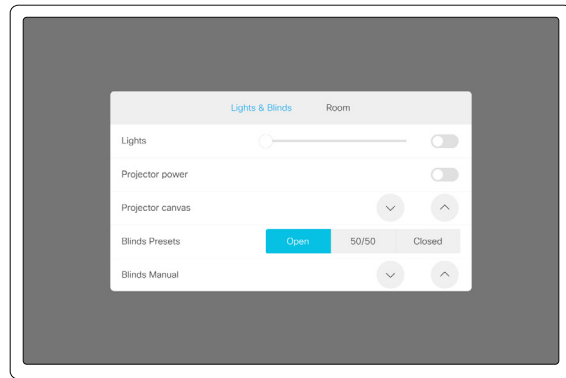 Lights & Blinds Room
Lights
Projector power
Projector canvas
Blinds Presets Open 50/50 Closed
Blinds Manual